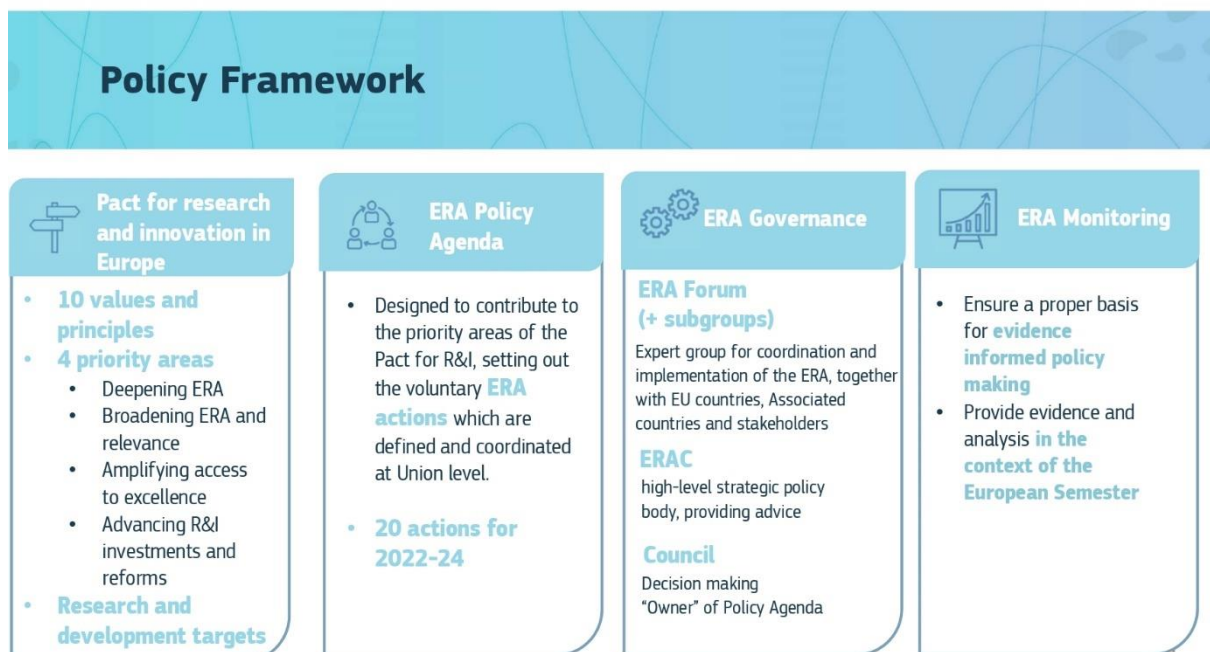 Policy Framework
Pact for research
and innovation in
Europe
• 10 values and
principles
• 4 priority areas
• Deepening ERA
• Broadening ERA and
relevance
• Amplifying access
to excellence
• Advancing R&I
investments and
reforms
• Research and
development targets
ERA Policy
Agenda
• Designed to contribute to
the priority areas of the
Pact for R&I, setting out
the voluntary ERA
actions which are
defined and coordinated
at Union level.
• 20 actions for
2022-24
ERA Governance
ERA Forum
(+ subgroups)
Expert group for coordination and
implementation of the ERA, together
with EU countries, Associated
countries and stakeholders
ERAC
high-level strategic policy
body, providing advice
Council
Decision making
“Owner” of Policy Agenda
ERA Monitoring
• Ensure a proper basis
for evidence
informed policy
making
• Provide evidence and
analysis in the
context of the
European Semester